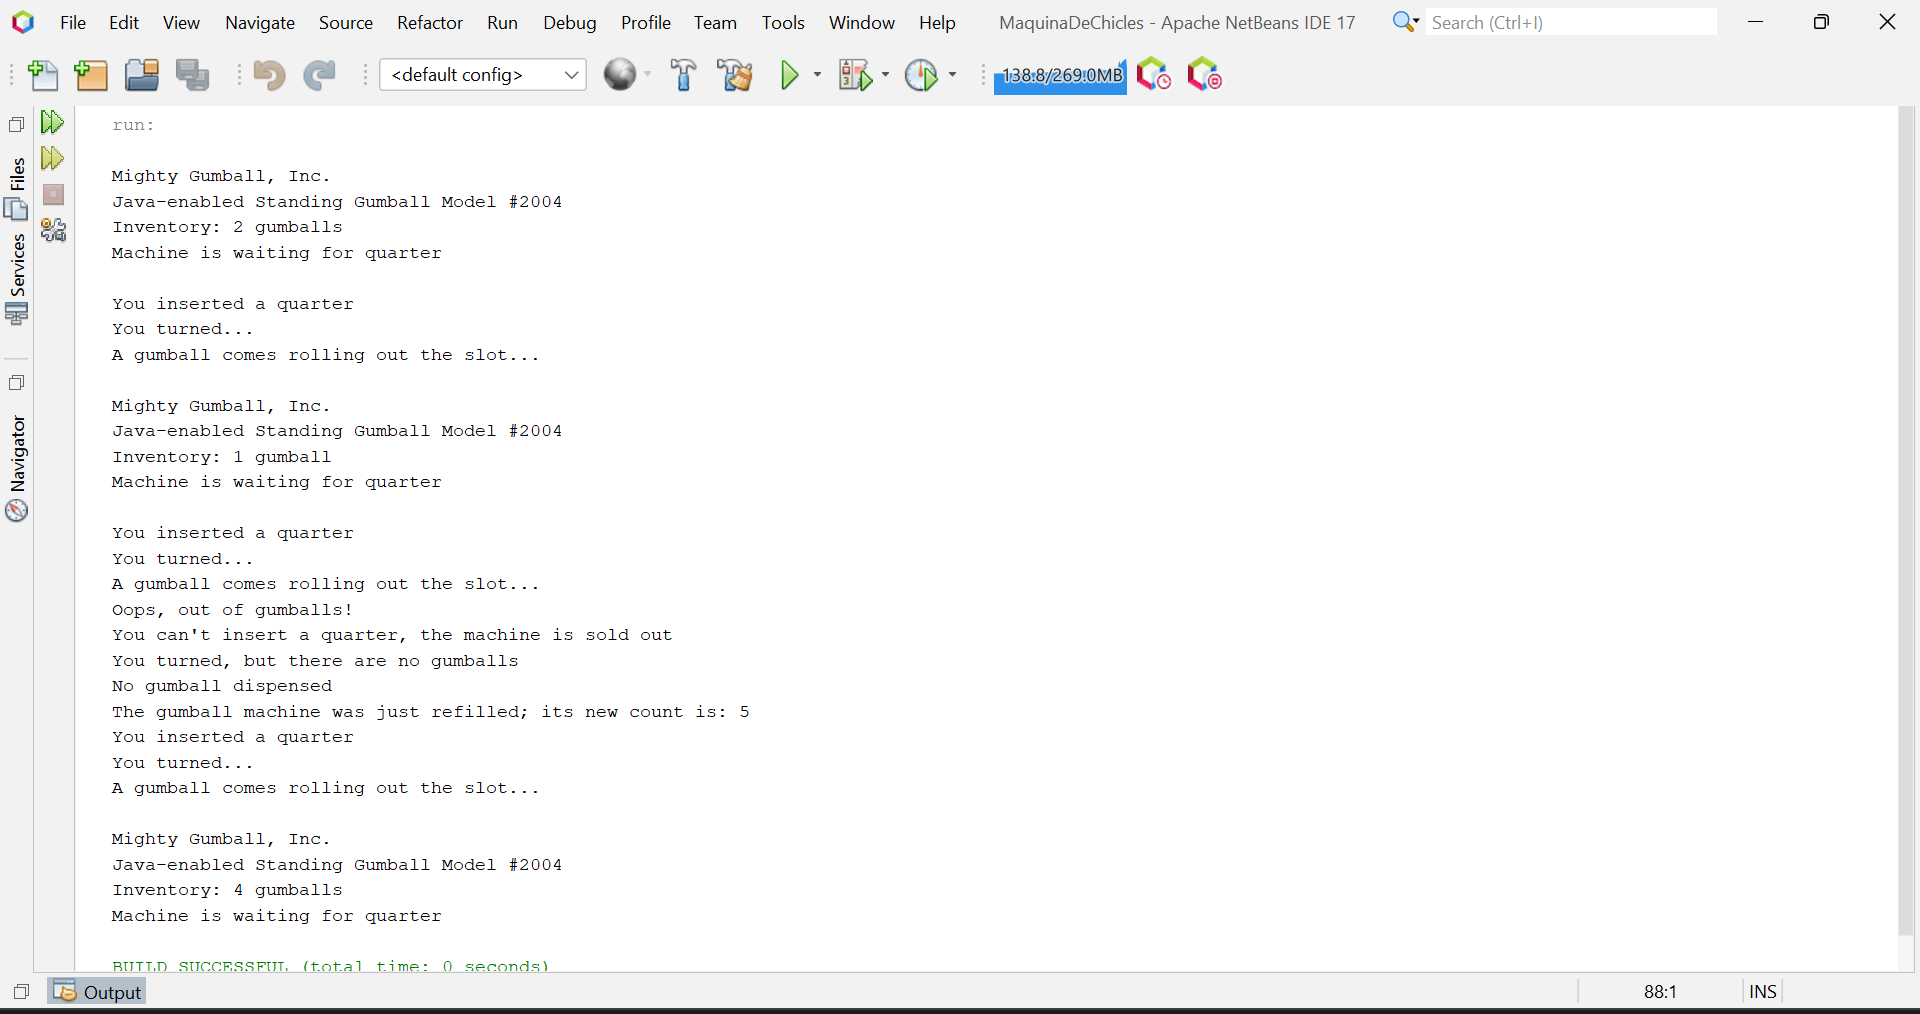 File Edit View Navigate Source Refactor Run Debug Profile Team Tools Window Help MaquinaDeChicles - Apache NetBeans IDE 17 Search (Ctrl+I)
<default config> 138.8/269.0MB
Files
Services
Navigator
run:
Mighty Gumball, Inc.
Java-enabled Standing Gumball Model #2004
Inventory: 2 gumballs
Machine is waiting for quarter
You inserted a quarter
You turned...
A gumball comes rolling out the slot...
Mighty Gumball, Inc.
Java-enabled Standing Gumball Model #2004
Inventory: 1 gumball
Machine is waiting for quarter
You inserted a quarter
You turned...
A gumball comes rolling out the slot...
Oops, out of gumballs!
You can't insert a quarter, the machine is sold out
You turned, but there are no gumballs
No gumball dispensed
The gumball machine was just refilled; its new count is: 5
You inserted a quarter
You turned...
A gumball comes rolling out the slot...
Mighty Gumball, Inc.
Java-enabled Standing Gumball Model #2004
Inventory: 4 gumballs
Machine is waiting for quarter
BUILD SUCCESSFUL (total time: 0 seconds)
Output 88:1 INS